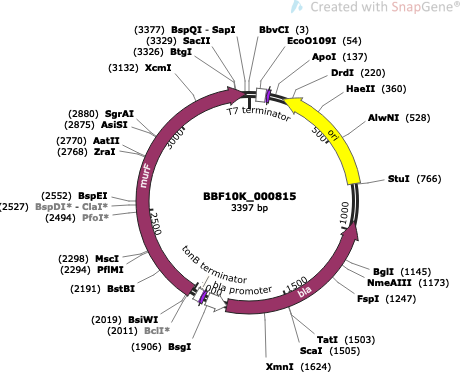 Created with SnapGene®
(3377) BspQI - SapI
(3329) SacII
(3326) BtgI
(3132) XcmI
(2880) SgrAI
(2875) AsiSI
(2770) AatII
(2768) ZraI
(2552) BspEI
(2527) BspDI* - ClaI*
(2494) PfoI*
(2298) MscI
(2294) PflMI
(2191) BstBI
(2019) BsiWI
(2011) BclI*
(1906) BsgI
BbvCI (3)
EcoO109I (54)
ApoI (137)
DrdI (220)
HaeII (360)
AlwNI (528)
StuI (766)
BglI (1145)
NmeAIII (1173)
FspI (1247)
TatI (1503)
ScaI (1505)
XmnI (1624)
T7 terminator
ori
murF
bla
tonB terminator
bla promoter
500
1000
1500
2500
3000
BBF10K_000815
3397 bp